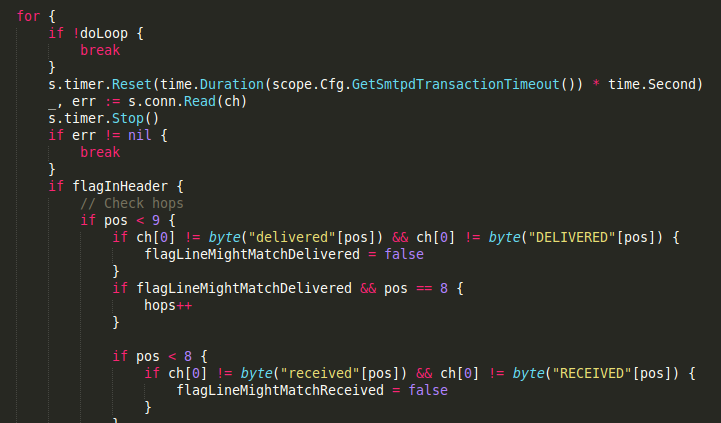 for {
    if !doLoop {
        break
    }
    s.timer.Reset(time.Duration(scope.Cfg.GetSmtpdTransactionTimeout()) * time.Second)
    _, err := s.conn.Read(ch)
    s.timer.Stop()
    if err != nil {
        break
    }
    if flagInHeader {
        // Check hops
        if pos < 9 {
            if ch[0] != byte("delivered"[pos]) && ch[0] != byte("DELIVERED"[pos]) {
                flagLineMightMatchDelivered = false
            }
            if flagLineMightMatchDelivered && pos == 8 {
                hops++
            }

            if pos < 8 {
                if ch[0] != byte("received"[pos]) && ch[0] != byte("RECEIVED"[pos]) {
                    flagLineMightMatchReceived = false
                }
            }